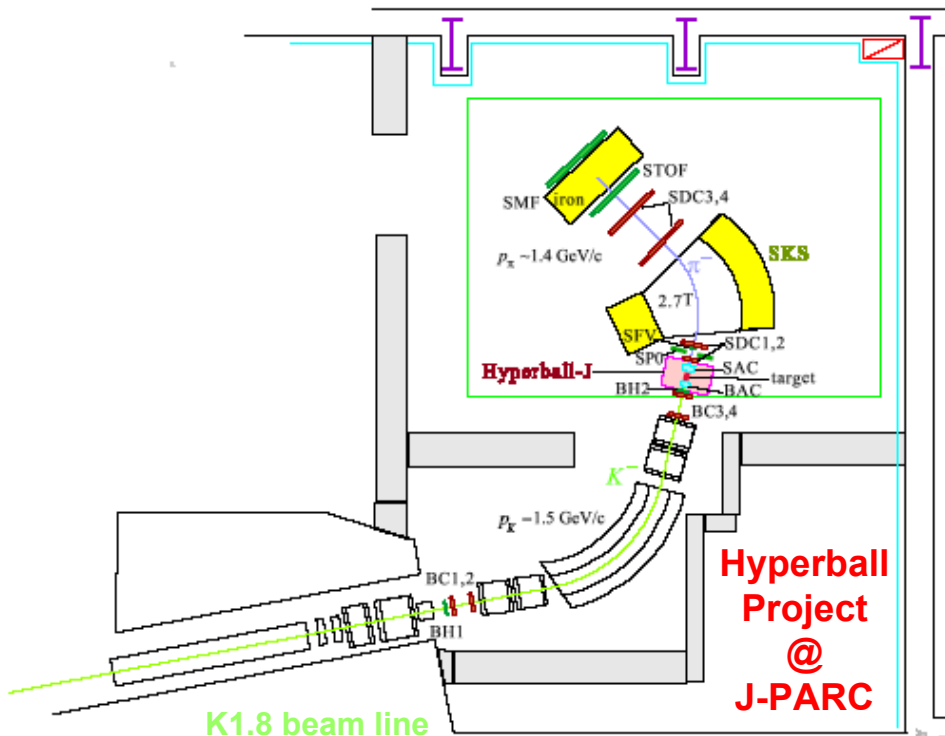 STOF
SDC3,4
SMF
iron
SKS
p_π ~1.4 GeV/c
π⁻
2.7T
SFV
SDC1,2
SP0
SAC
Hyperball-J
target
BH2
BAC
BC3,4
K⁻
p_K ~1.5 GeV/c
BC1,2
BH1
Hyperball
Project
@
J-PARC
K1.8 beam line